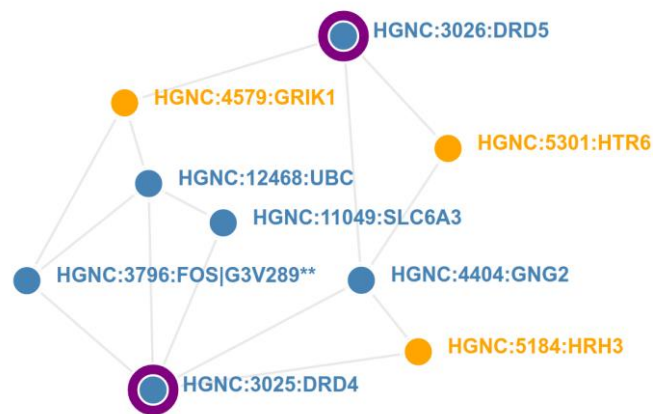 HGNC:3026:DRD5
HGNC:4579:GRIK1
HGNC:5301:HTR6
HGNC:12468:UBC
HGNC:11049:SLC6A3
HGNC:3796:FOS|G3V289**
HGNC:4404:GNG2
HGNC:5184:HRH3
HGNC:3025:DRD4